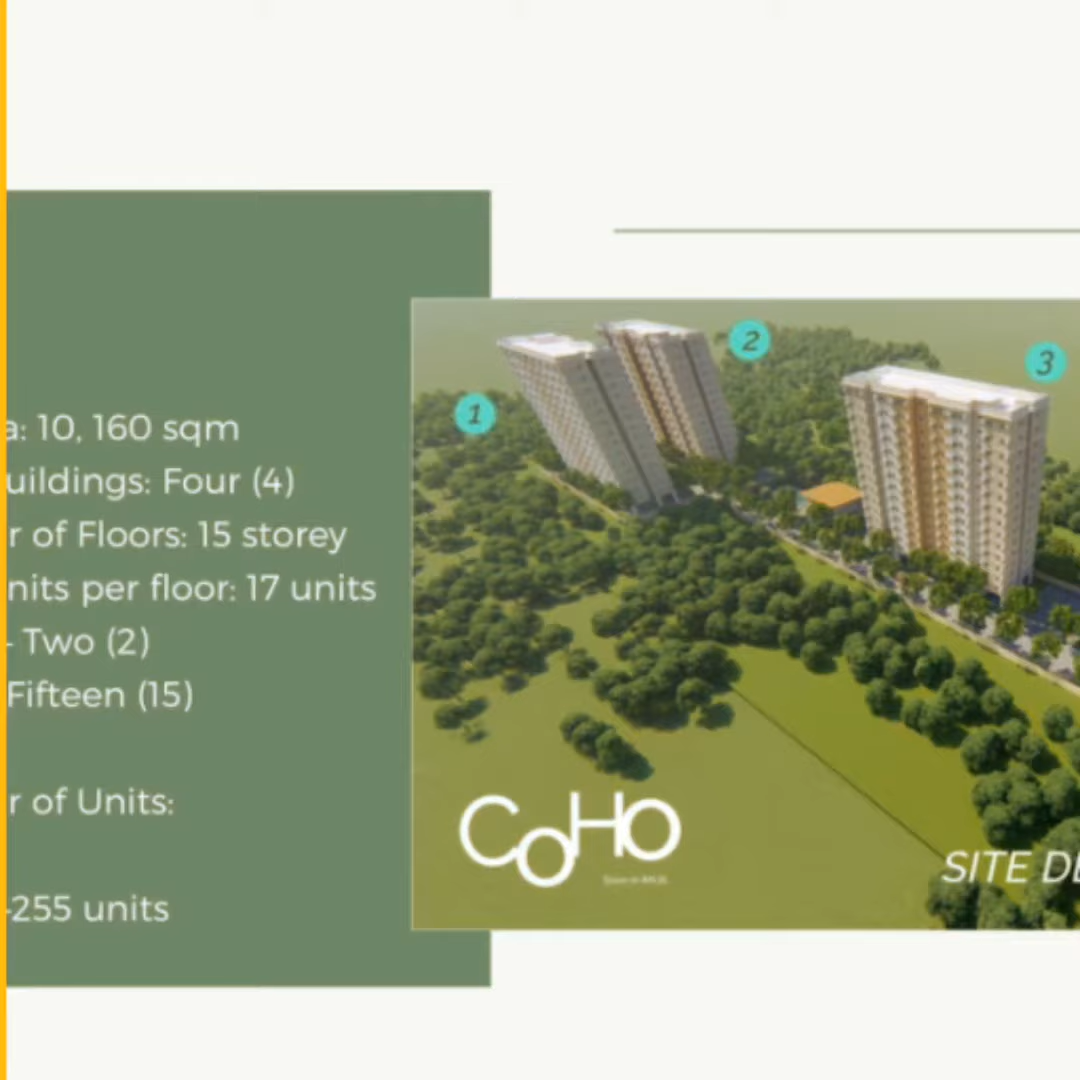 a: 10, 160 sqm
uildings: Four (4)
r of Floors: 15 storey
nits per floor: 17 units
- Two (2)
Fifteen (15)
r of Units:
-255 units
1
2
3
CoHo
SITE DE